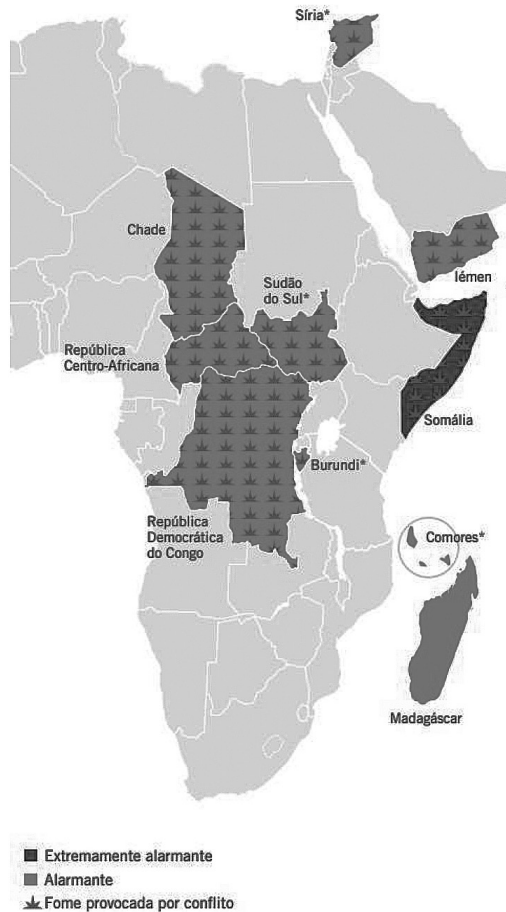 Síria*
Chade
Iémen
Sudão
do Sul*
República
Centro-Africana
Somália
Burundi*
República
Democrática
do Congo
Comores*
Madagáscar
Extremamente alarmante
Alarmante
Fome provocada por conflito